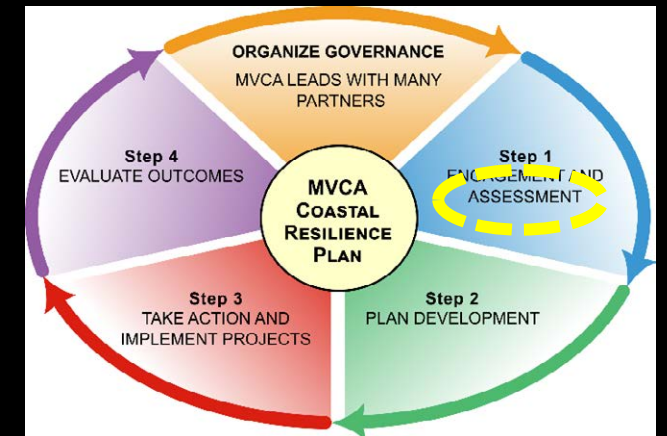 ORGANIZE GOVERNANCE
MVCA LEADS WITH MANY
PARTNERS
Step 1
ENGAGEMENT AND
ASSESSMENT
Step 2
PLAN DEVELOPMENT
Step 3
TAKE ACTION AND
IMPLEMENT PROJECTS
Step 4
EVALUATE OUTCOMES
MVCA
COASTAL
RESILIENCE
PLAN